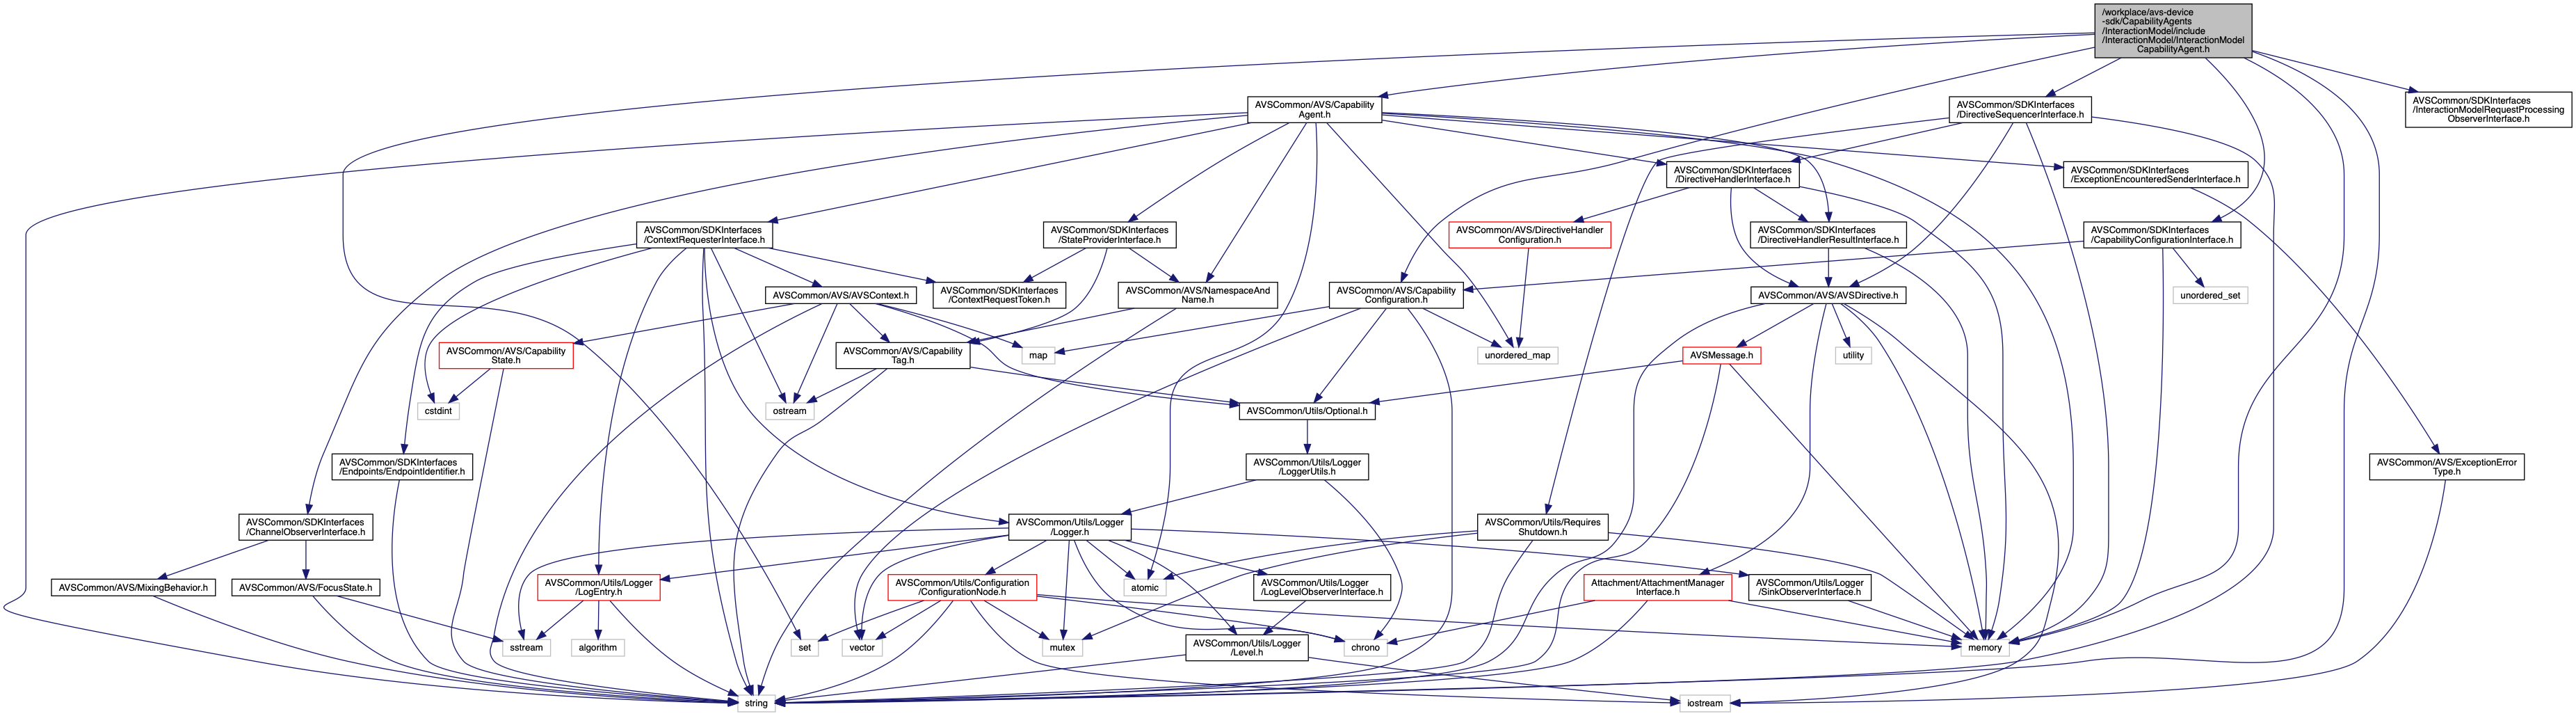 /workplace/avs-device
-sdk/CapabilityAgents
/InteractionModel/include
/InteractionModel/InteractionModel
CapabilityAgent.h
AVSCommon/AVS/Capability
Agent.h
AVSCommon/SDKInterfaces
/DirectiveSequencerInterface.h
AVSCommon/SDKInterfaces
/InteractionModelRequestProcessing
ObserverInterface.h
AVSCommon/SDKInterfaces
/DirectiveHandlerInterface.h
AVSCommon/SDKInterfaces
/ExceptionEncounteredSenderInterface.h
AVSCommon/SDKInterfaces
/ContextRequesterInterface.h
AVSCommon/SDKInterfaces
/StateProviderInterface.h
AVSCommon/AVS/DirectiveHandler
Configuration.h
AVSCommon/SDKInterfaces
/DirectiveHandlerResultInterface.h
AVSCommon/SDKInterfaces
/CapabilityConfigurationInterface.h
AVSCommon/AVS/AVSContext.h
AVSCommon/SDKInterfaces
/ContextRequestToken.h
AVSCommon/AVS/NamespaceAnd
Name.h
AVSCommon/AVS/Capability
Configuration.h
AVSCommon/AVS/AVSDirective.h
unordered_set
AVSCommon/AVS/Capability
State.h
AVSCommon/AVS/Capability
Tag.h
map
unordered_map
AVSMessage.h
utility
cstdint
ostream
AVSCommon/Utils/Optional.h
AVSCommon/SDKInterfaces
/Endpoints/EndpointIdentifier.h
AVSCommon/Utils/Logger
/LoggerUtils.h
AVSCommon/AVS/ExceptionError
Type.h
AVSCommon/SDKInterfaces
/ChannelObserverInterface.h
AVSCommon/Utils/Logger
/Logger.h
AVSCommon/Utils/Requires
Shutdown.h
AVSCommon/AVS/MixingBehavior.h
AVSCommon/AVS/FocusState.h
AVSCommon/Utils/Logger
/LogEntry.h
AVSCommon/Utils/Configuration
/ConfigurationNode.h
atomic
AVSCommon/Utils/Logger
/LogLevelObserverInterface.h
Attachment/AttachmentManager
Interface.h
AVSCommon/Utils/Logger
/SinkObserverInterface.h
sstream
algorithm
set
vector
mutex
AVSCommon/Utils/Logger
/Level.h
chrono
memory
string
iostream